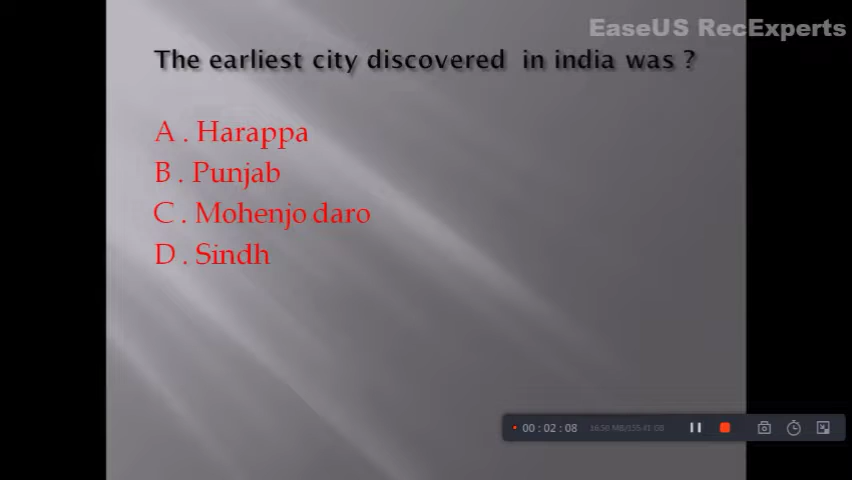 EaseUS RecExperts
The earliest city discovered in india was ?
A . Harappa
B . Punjab
C . Mohenjo daro
D . Sindh
00 : 02 : 08